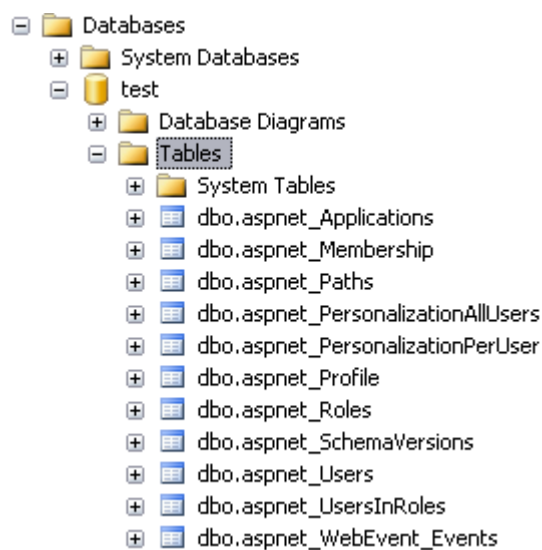 Databases
System Databases
test
Database Diagrams
Tables
System Tables
dbo.aspnet_Applications
dbo.aspnet_Membership
dbo.aspnet_Paths
dbo.aspnet_PersonalizationAllUsers
dbo.aspnet_PersonalizationPerUser
dbo.aspnet_Profile
dbo.aspnet_Roles
dbo.aspnet_SchemaVersions
dbo.aspnet_Users
dbo.aspnet_UsersInRoles
dbo.aspnet_WebEvent_Events